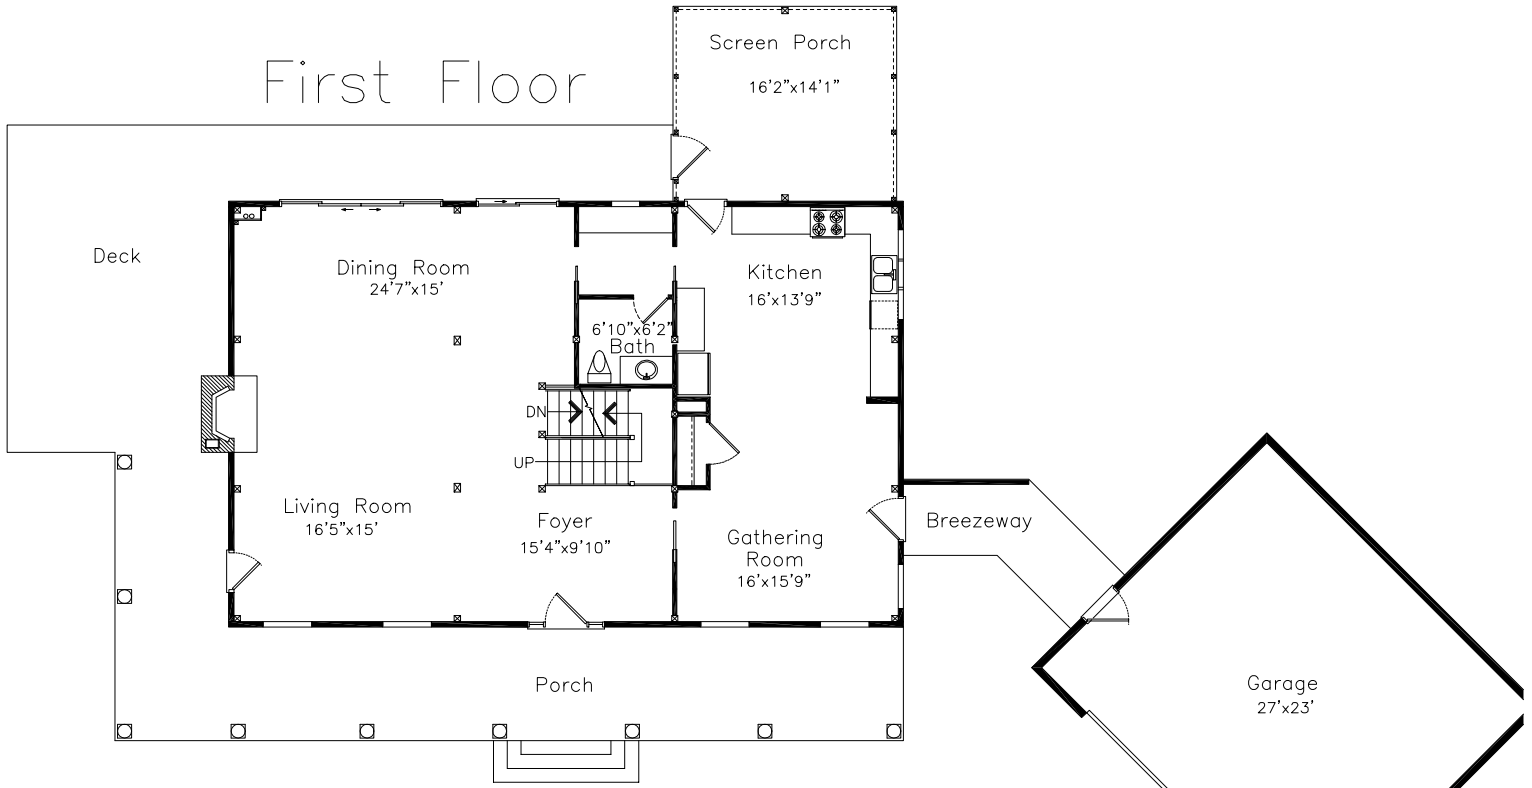 First Floor
Screen Porch
16'2"x14'1"
Deck
Dining Room
24'7"x15'
Kitchen
16'x13'9"
6'10"x6'2"
Bath
DN
UP
Living Room
16'5"x15'
Foyer
15'4"x9'10"
Gathering
Room
16'x15'9"
Breezeway
Porch
Garage
27'x23'